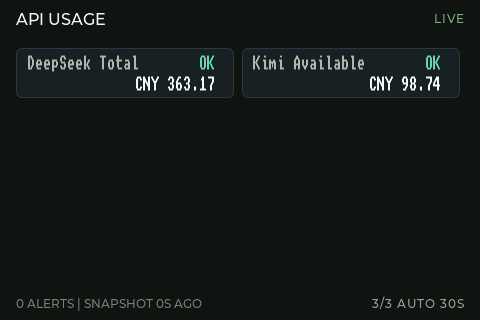 API USAGE
LIVE
DeepSeek Total OK
CNY 363.17
Kimi Available OK
CNY 98.74
0 ALERTS | SNAPSHOT 0S AGO
3/3 AUTO 30S